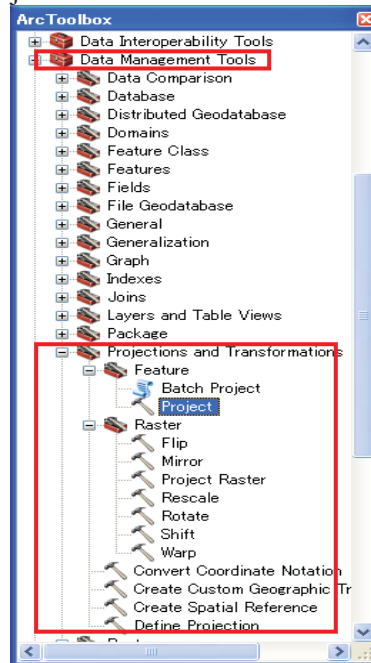 ArcToolbox
Data Interoperability Tools
Data Management Tools
Data Comparison
Database
Distributed Geodatabase
Domains
Feature Class
Features
Fields
File Geodatabase
General
Generalization
Graph
Indexes
Joins
Layers and Table Views
Package
Projections and Transformations
Feature
Batch Project
Project
Raster
Flip
Mirror
Project Raster
Rescale
Rotate
Shift
Warp
Convert Coordinate Notation
Create Custom Geographic Tr
Create Spatial Reference
Define Projection